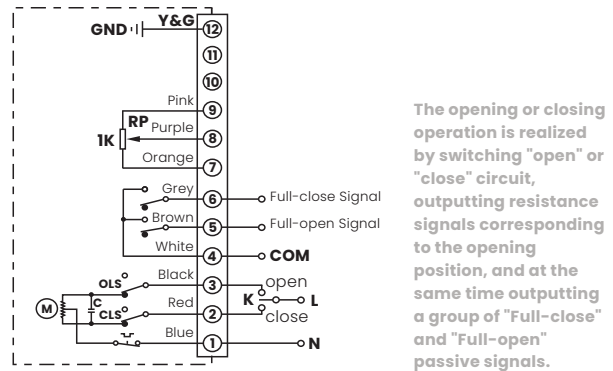 GND Y&G 12
11
10
Pink 9
1K RP Purple 8
Orange 7
Grey 6 Full-close Signal
Brown 5 Full-open Signal
White 4 COM
OLS Black 3 open
M C K L
CLS Red 2 close
Blue 1 N
The opening or closing
operation is realized
by switching "open" or
"close" circuit,
outputting resistance
signals corresponding
to the opening
position, and at the
same time outputting
a group of "Full-close"
and "Full-open"
passive signals.